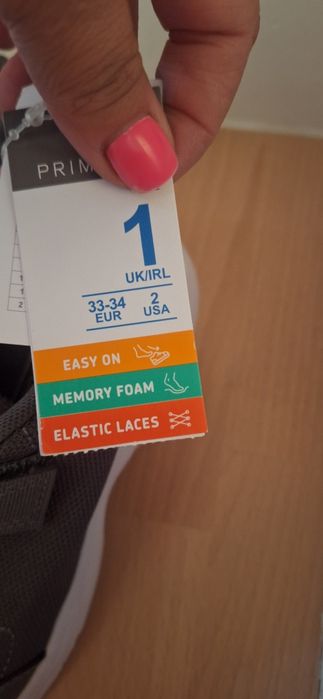 PRIM
1
UK/IRL
33-34 2
EUR USA
EASY ON
MEMORY FOAM
ELASTIC LACES